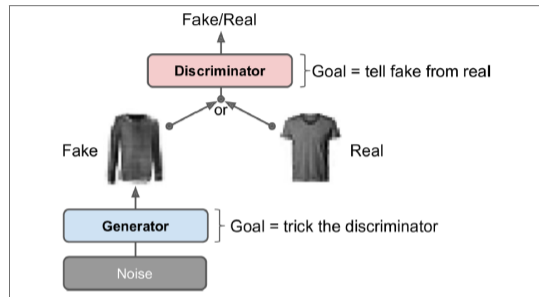 Fake/Real
Discriminator
Goal = tell fake from real
or
Fake
Real
Generator
Goal = trick the discriminator
Noise